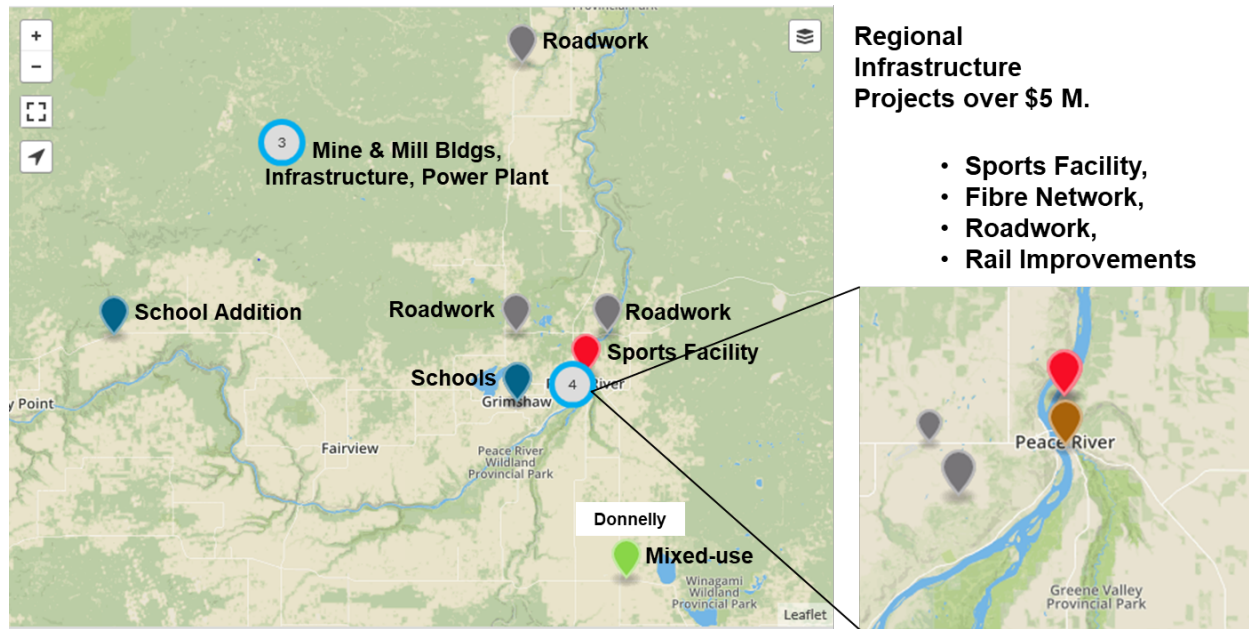 +
−
Roadwork
3
Mine & Mill Bldgs,
Infrastructure, Power Plant
School Addition
Roadwork
Roadwork
Sports Facility
Schools
4
River
Grimshaw
y Point
Fairview
Peace River
Wildland
Provincial Park
Donnelly
Mixed-use
Winagami
Wildland
Provincial Park
Leaflet
Regional
Infrastructure
Projects over $5 M.
• Sports Facility,
• Fibre Network,
• Roadwork,
• Rail Improvements
Peace River
Greene Valley
Provincial Park